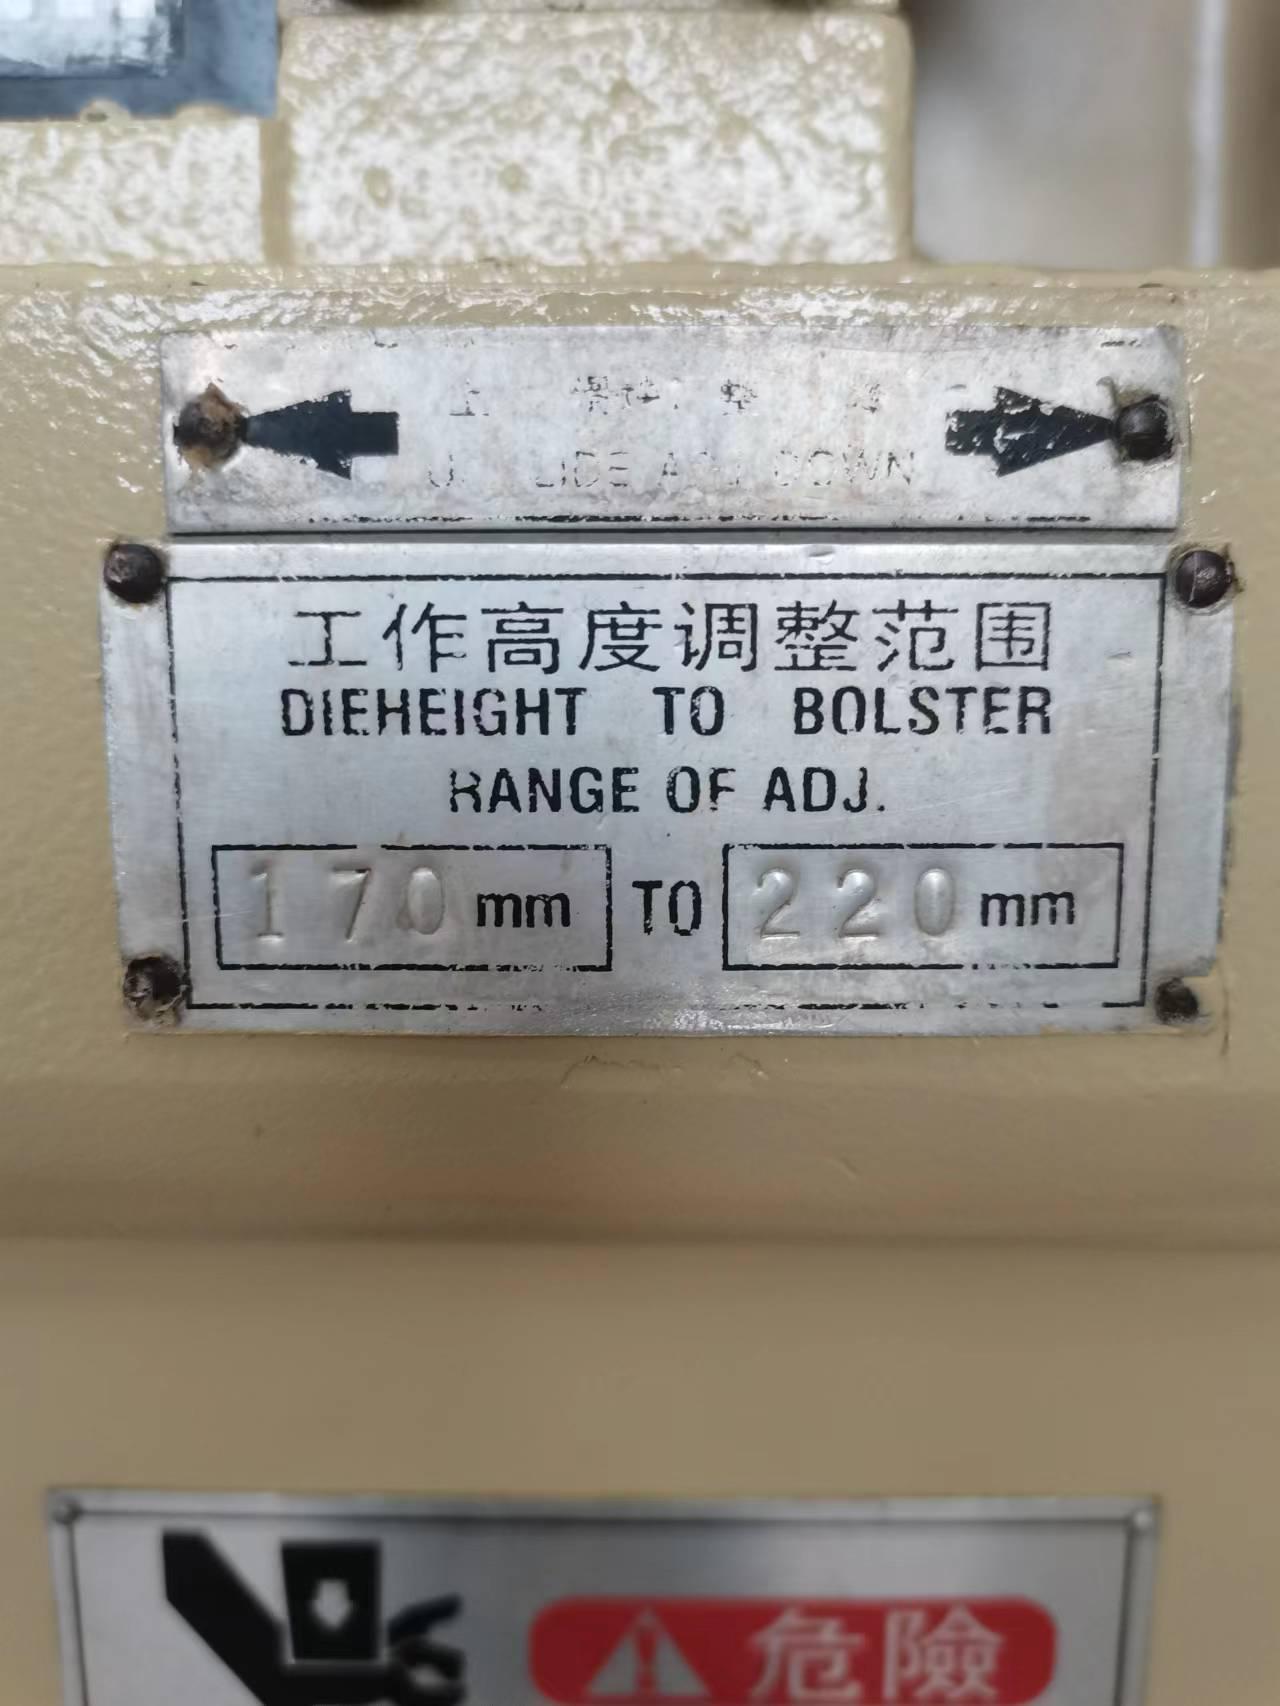 DOWN
工作高度调整范围
DIEHEIGHT TO BOLSTER
RANGE OF ADJ.
170 mm TO 220 mm
危險